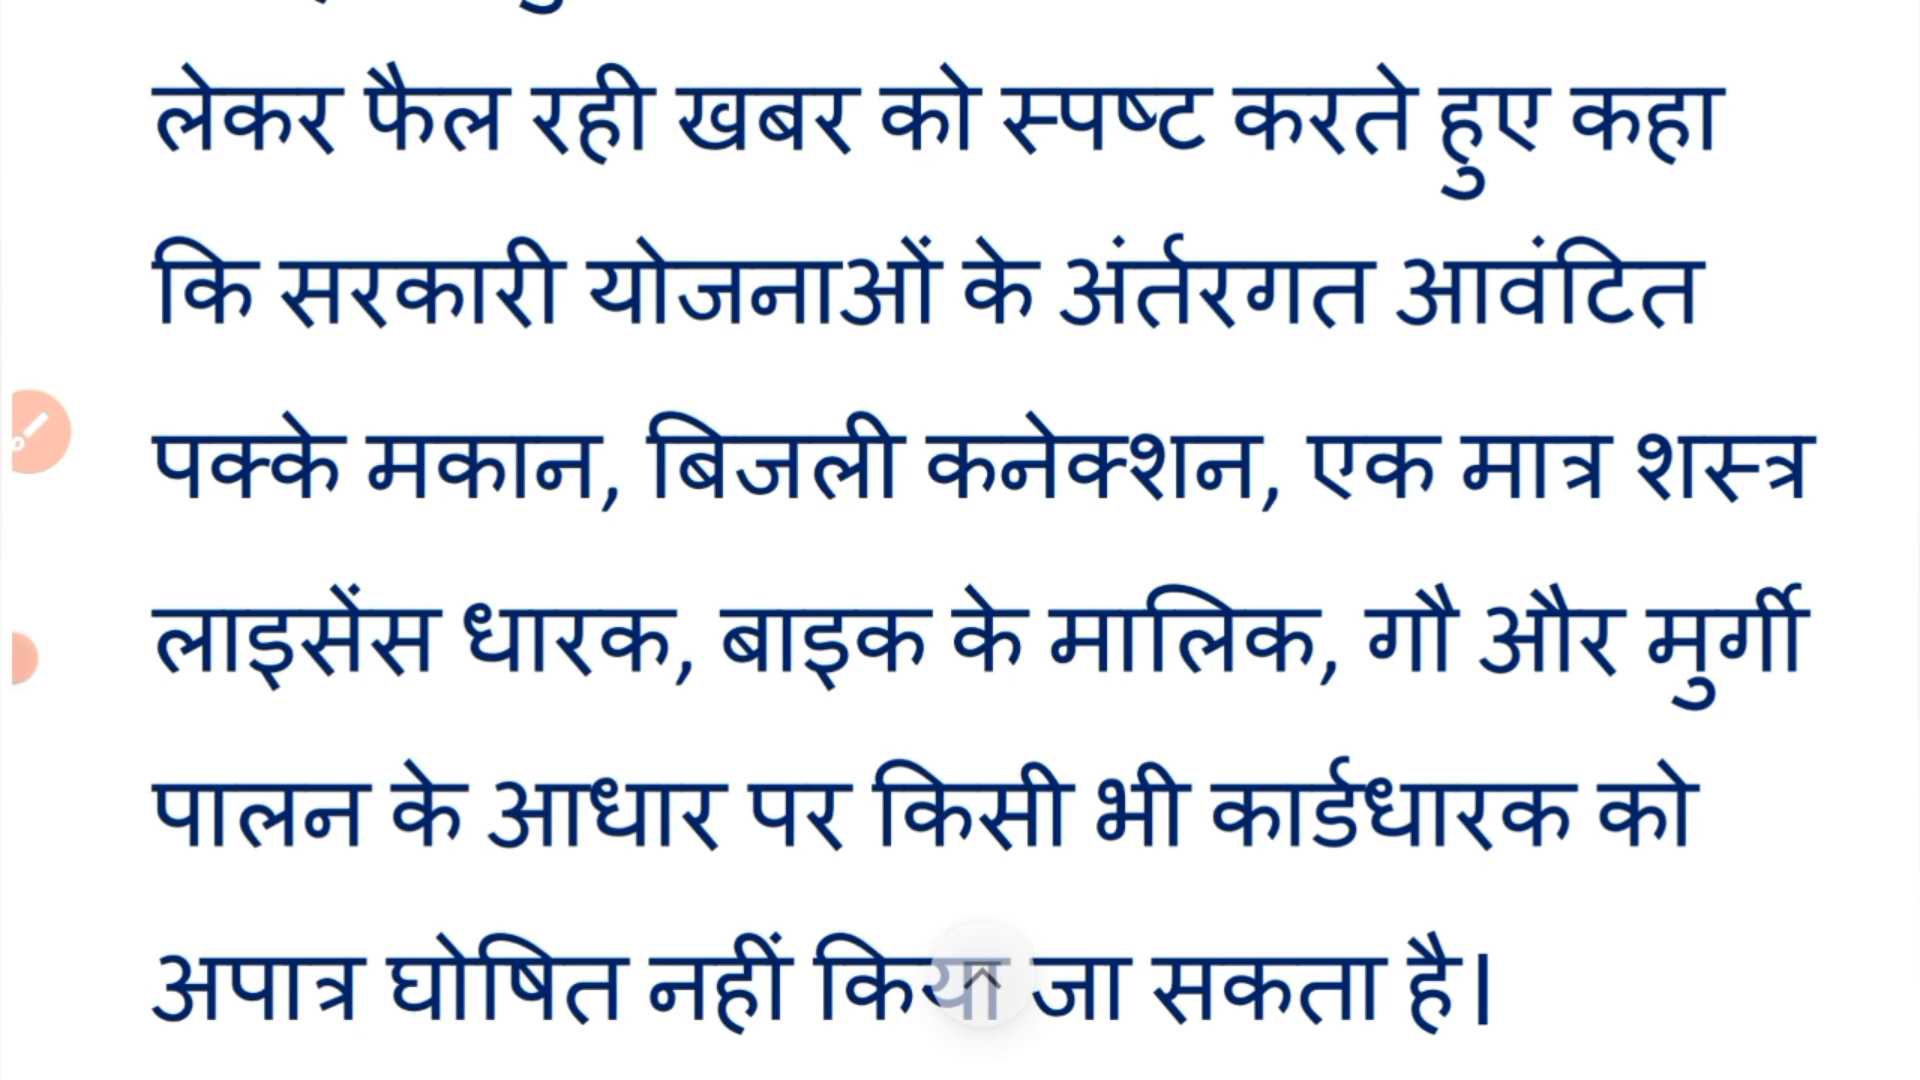 लेकर फैल रही खबर को स्पष्ट करते हुए कहा
कि सरकारी योजनाओं के अंर्तरगत आवंटित
पक्के मकान, बिजली कनेक्शन, एक मात्र शस्त्र
लाइसेंस धारक, बाइक के मालिक, गौ और मुर्गी
पालन के आधार पर किसी भी कार्डधारक को
अपात्र घोषित नहीं किया जा सकता है।